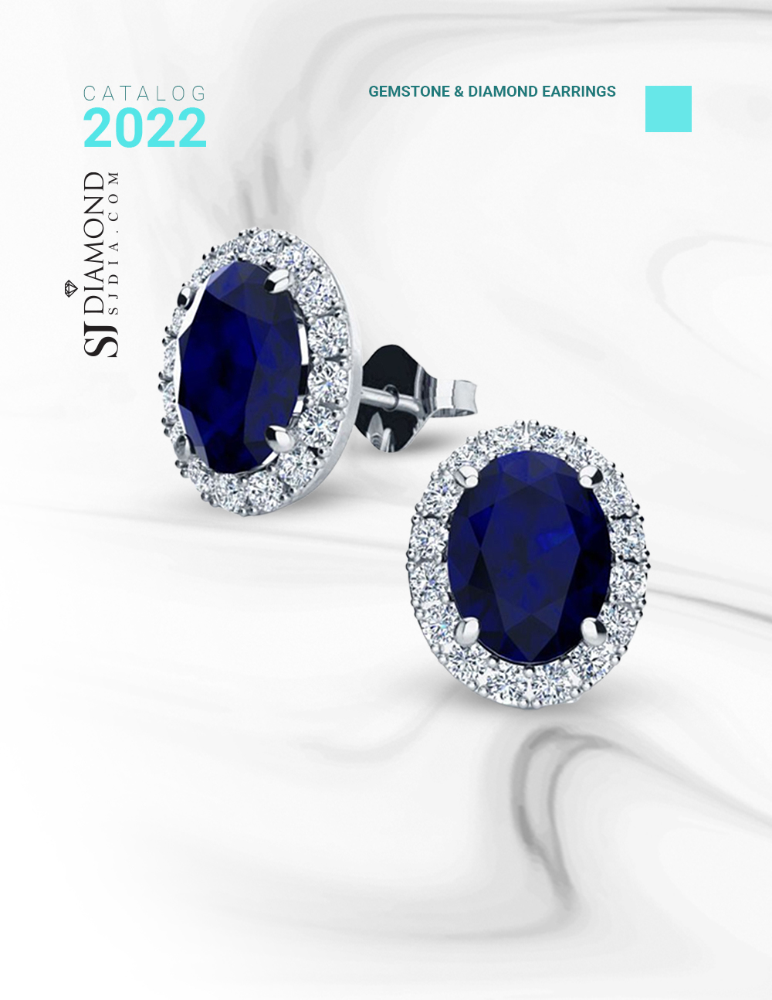 CATALOG
2022
GEMSTONE & DIAMOND EARRINGS
SJ DIAMOND
SJDIA.COM